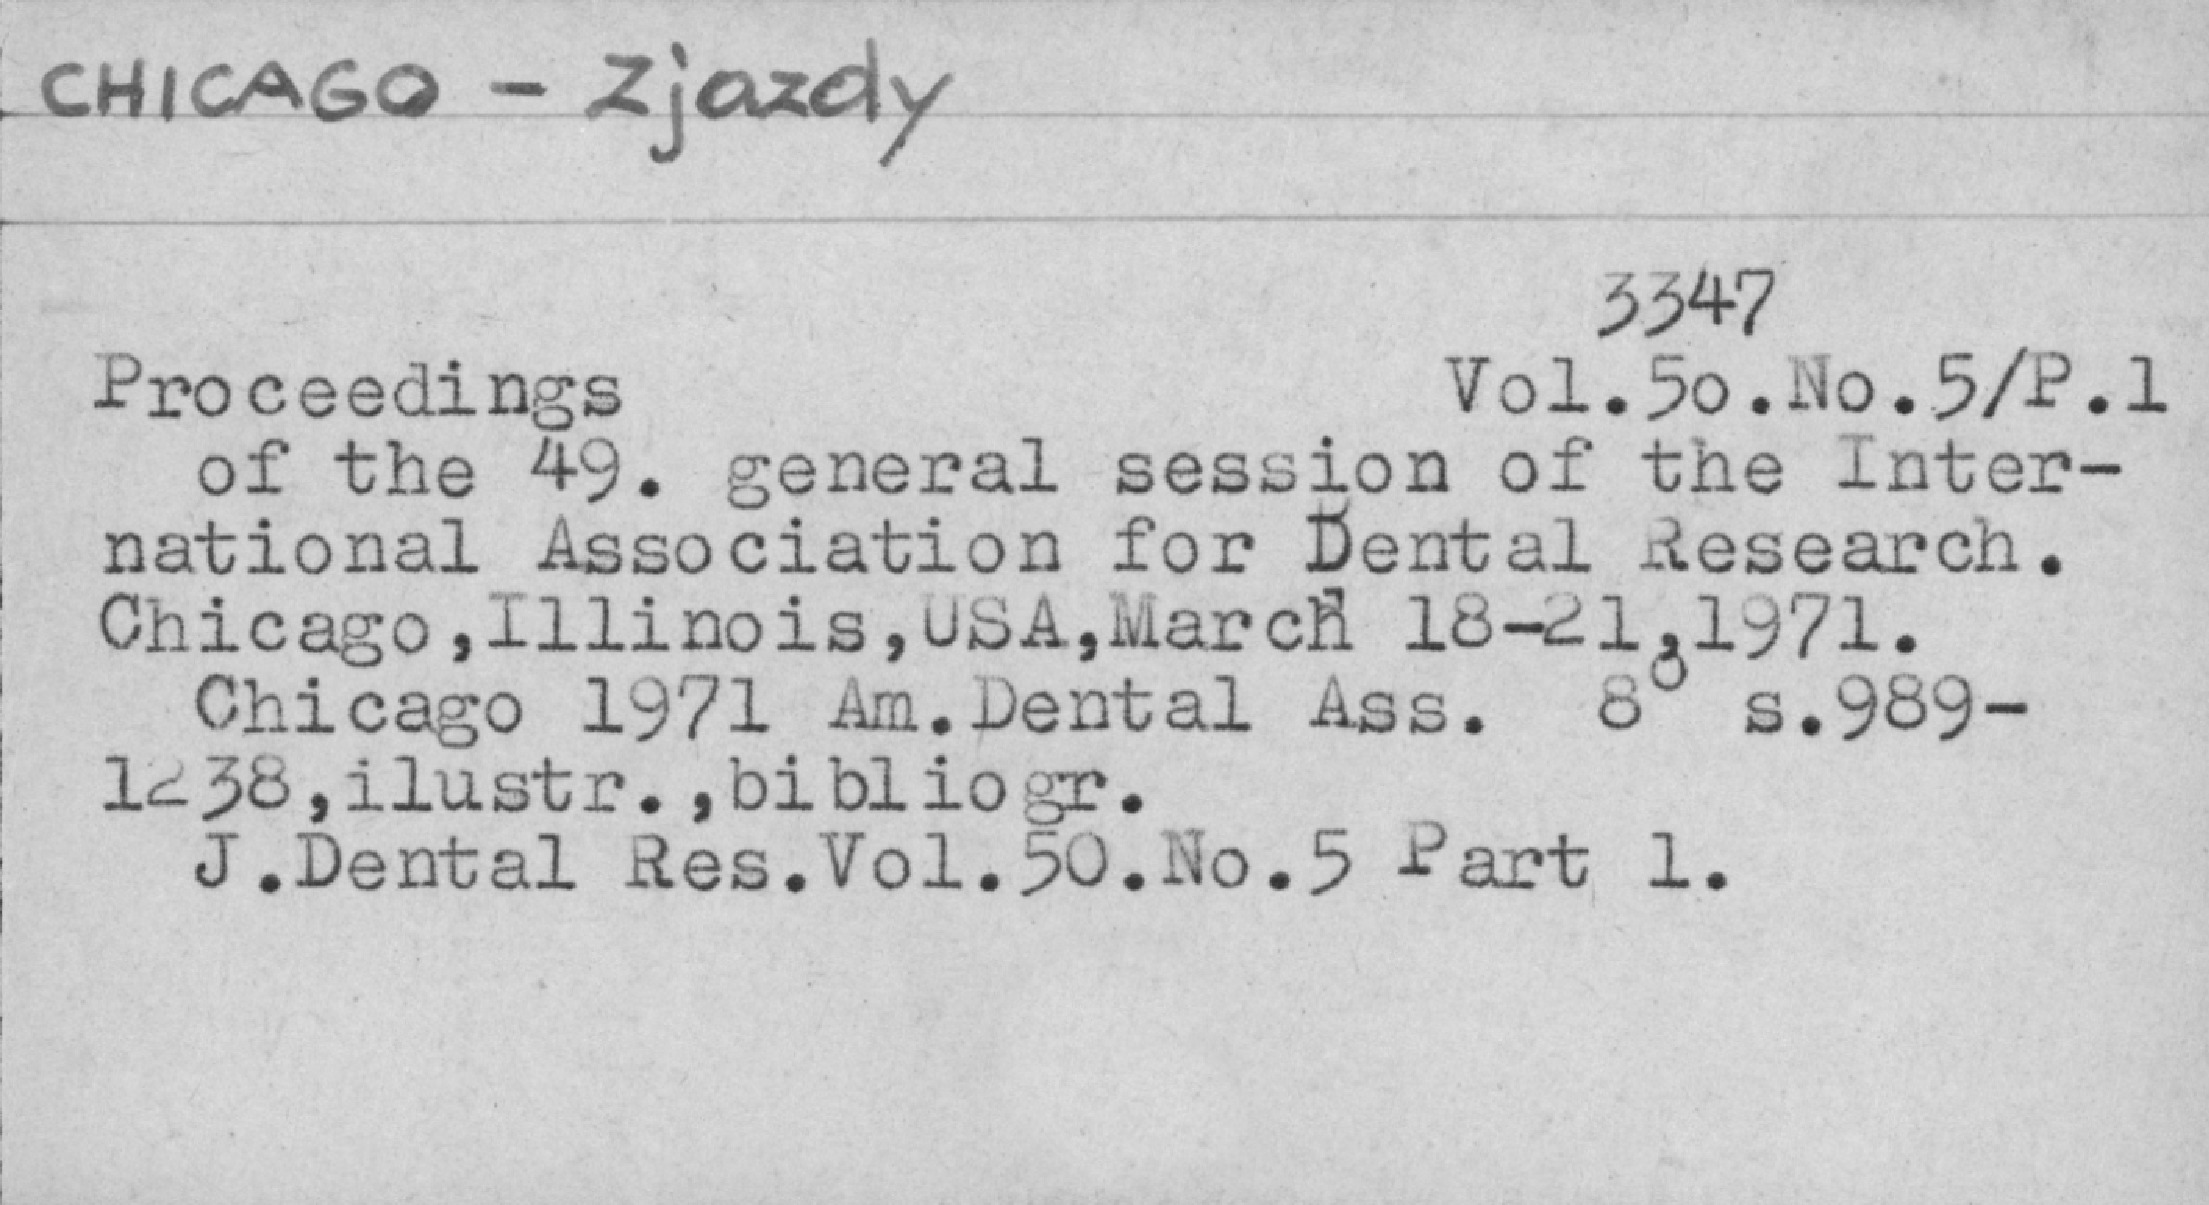 CHICAGO - Zjazdy
3347
Proceedings Vol.5o.No.5/P.1
of the 49. general session of the Inter-
national Association for Dental Research.
Chicago,Illinois,USA,March 18-21,1971.
Chicago 1971 Am.Dental Ass. 8° s.989-
1238,ilustr.,bibliogr.
J.Dental Res.Vol.50.No.5 Part 1.